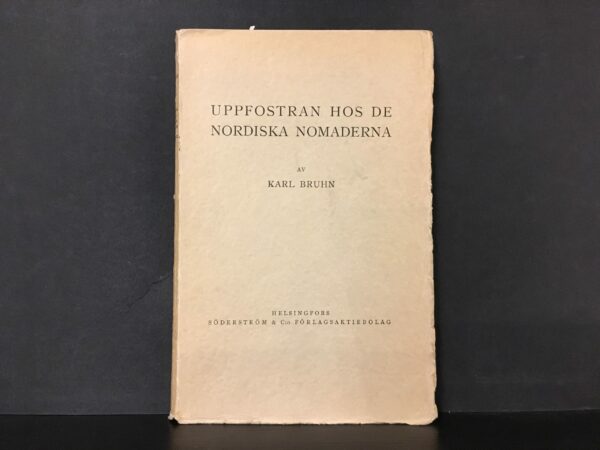 UPPFOSTRAN HOS DE
NORDISKA NOMADERNA
AV
KARL BRUHN
HELSINGFORS
SÖDERSTRÖM & Co FÖRLAGSAKTIEBOLAG